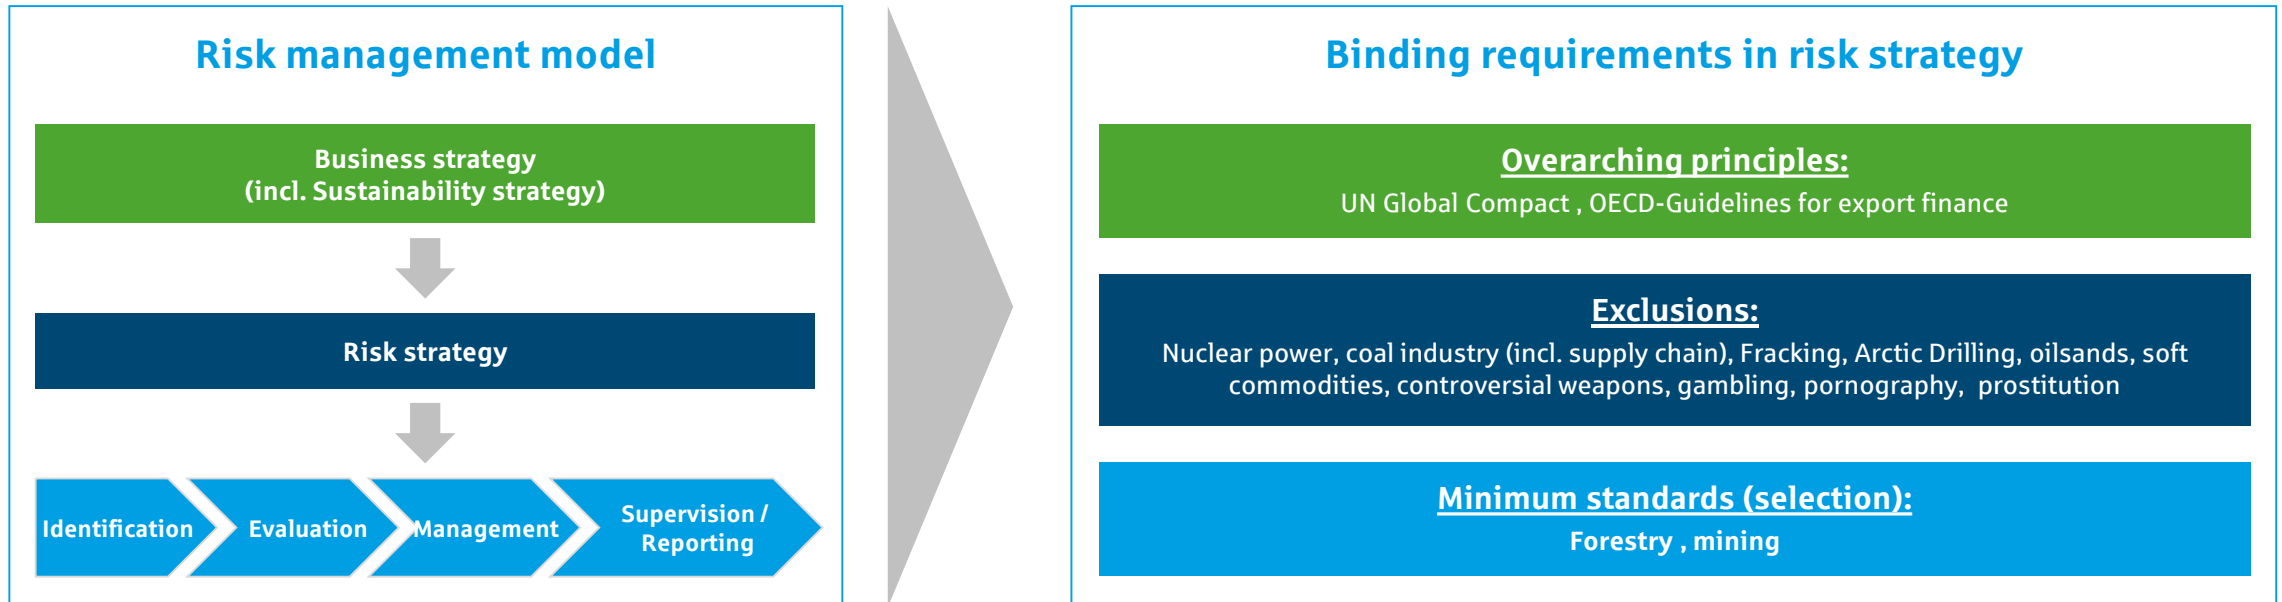 Risk management model
Business strategy
(incl. Sustainability strategy)
Risk strategy
Identification
Evaluation
Management
Supervision /
Reporting
Binding requirements in risk strategy
Overarching principles:
UN Global Compact , OECD-Guidelines for export finance
Exclusions:
Nuclear power, coal industry (incl. supply chain), Fracking, Arctic Drilling, oilsands, soft
commodities, controversial weapons, gambling, pornography,  prostitution
Minimum standards (selection):
Forestry , mining